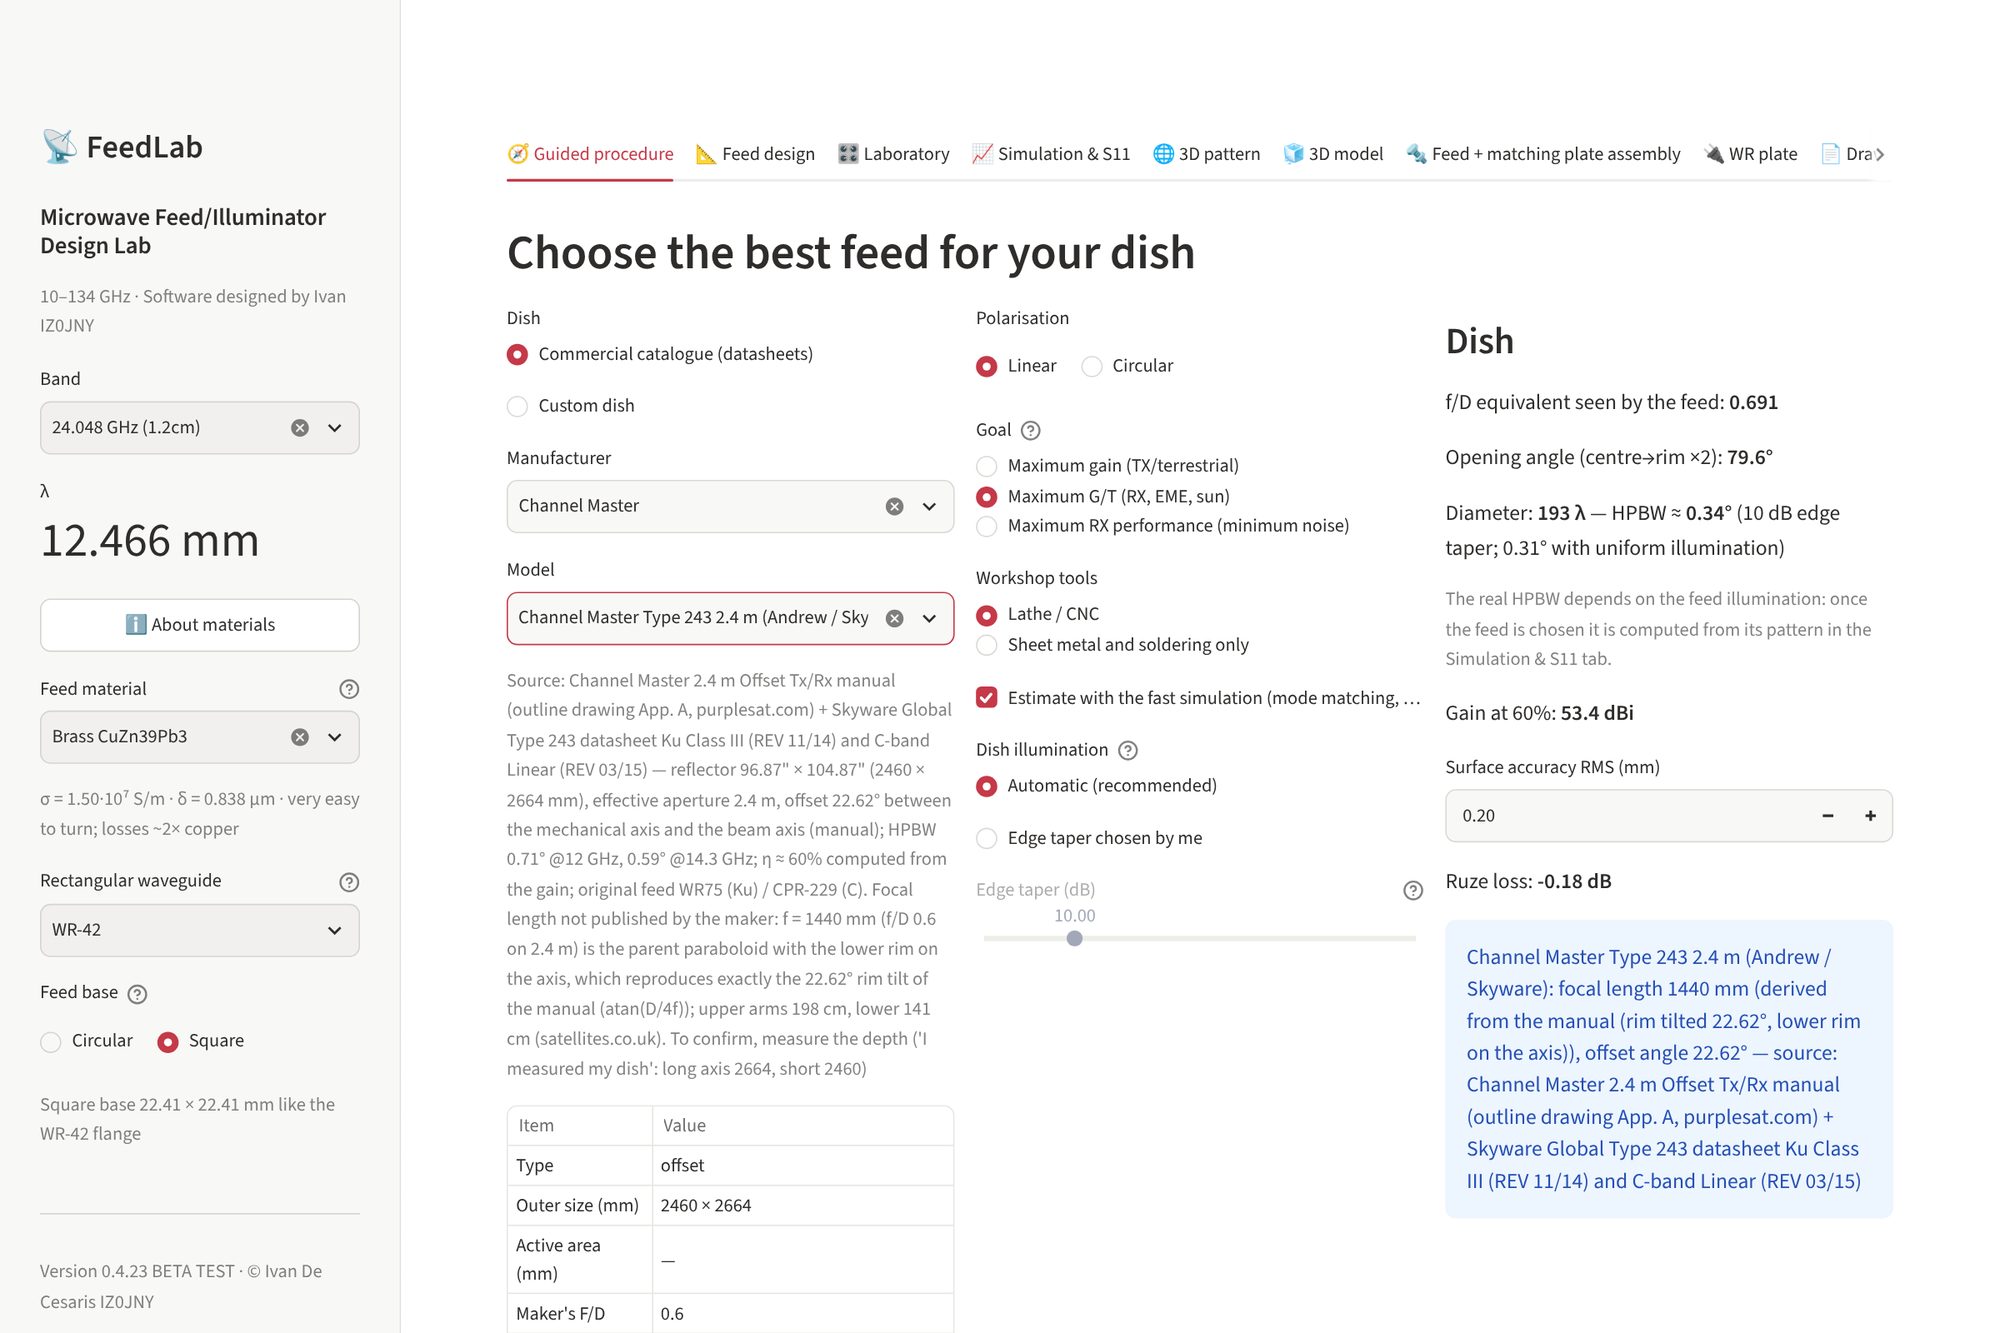 FeedLab
Microwave Feed/Illuminator
Design Lab
10–134 GHz · Software designed by Ivan
IZ0JNY
Band
24.048 GHz (1.2cm)
λ
12.466 mm
About materials
Feed material
Brass CuZn39Pb3
σ = 1.50·10⁷ S/m · δ = 0.838 µm · very easy
to turn; losses ~2× copper
Rectangular waveguide
WR-42
Feed base
Circular
Square
Square base 22.41 × 22.41 mm like the
WR-42 flange
Version 0.4.23 BETA TEST · © Ivan De
Cesaris IZ0JNY
Guided procedure
Feed design
Laboratory
Simulation & S11
3D pattern
3D model
Feed + matching plate assembly
WR plate
Dra
Choose the best feed for your dish
Dish
Commercial catalogue (datasheets)
Custom dish
Manufacturer
Channel Master
Model
Channel Master Type 243 2.4 m (Andrew / Sky
Source: Channel Master 2.4 m Offset Tx/Rx manual
(outline drawing App. A, purplesat.com) + Skyware Global
Type 243 datasheet Ku Class III (REV 11/14) and C-band
Linear (REV 03/15) — reflector 96.87" × 104.87" (2460 ×
2664 mm), effective aperture 2.4 m, offset 22.62° between
the mechanical axis and the beam axis (manual); HPBW
0.71° @12 GHz, 0.59° @14.3 GHz; η ≈ 60% computed from
the gain; original feed WR75 (Ku) / CPR-229 (C). Focal
length not published by the maker: f = 1440 mm (f/D 0.6
on 2.4 m) is the parent paraboloid with the lower rim on
the axis, which reproduces exactly the 22.62° rim tilt of
the manual (atan(D/4f)); upper arms 198 cm, lower 141
cm (satellites.co.uk). To confirm, measure the depth ('I
measured my dish': long axis 2664, short 2460)
Item Value
Type offset
Outer size (mm) 2460 × 2664
Active area
(mm) —
Maker's F/D 0.6
Polarisation
Linear
Circular
Goal
Maximum gain (TX/terrestrial)
Maximum G/T (RX, EME, sun)
Maximum RX performance (minimum noise)
Workshop tools
Lathe / CNC
Sheet metal and soldering only
Estimate with the fast simulation (mode matching, …
Dish illumination
Automatic (recommended)
Edge taper chosen by me
Edge taper (dB)
10.00
Dish
f/D equivalent seen by the feed: 0.691
Opening angle (centre→rim ×2): 79.6°
Diameter: 193 λ — HPBW ≈ 0.34° (10 dB edge
taper; 0.31° with uniform illumination)
The real HPBW depends on the feed illumination: once
the feed is chosen it is computed from its pattern in the
Simulation & S11 tab.
Gain at 60%: 53.4 dBi
Surface accuracy RMS (mm)
0.20
Ruze loss: -0.18 dB
Channel Master Type 243 2.4 m (Andrew /
Skyware): focal length 1440 mm (derived
from the manual (rim tilted 22.62°, lower rim
on the axis)), offset angle 22.62° — source:
Channel Master 2.4 m Offset Tx/Rx manual
(outline drawing App. A, purplesat.com) +
Skyware Global Type 243 datasheet Ku Class
III (REV 11/14) and C-band Linear (REV 03/15)